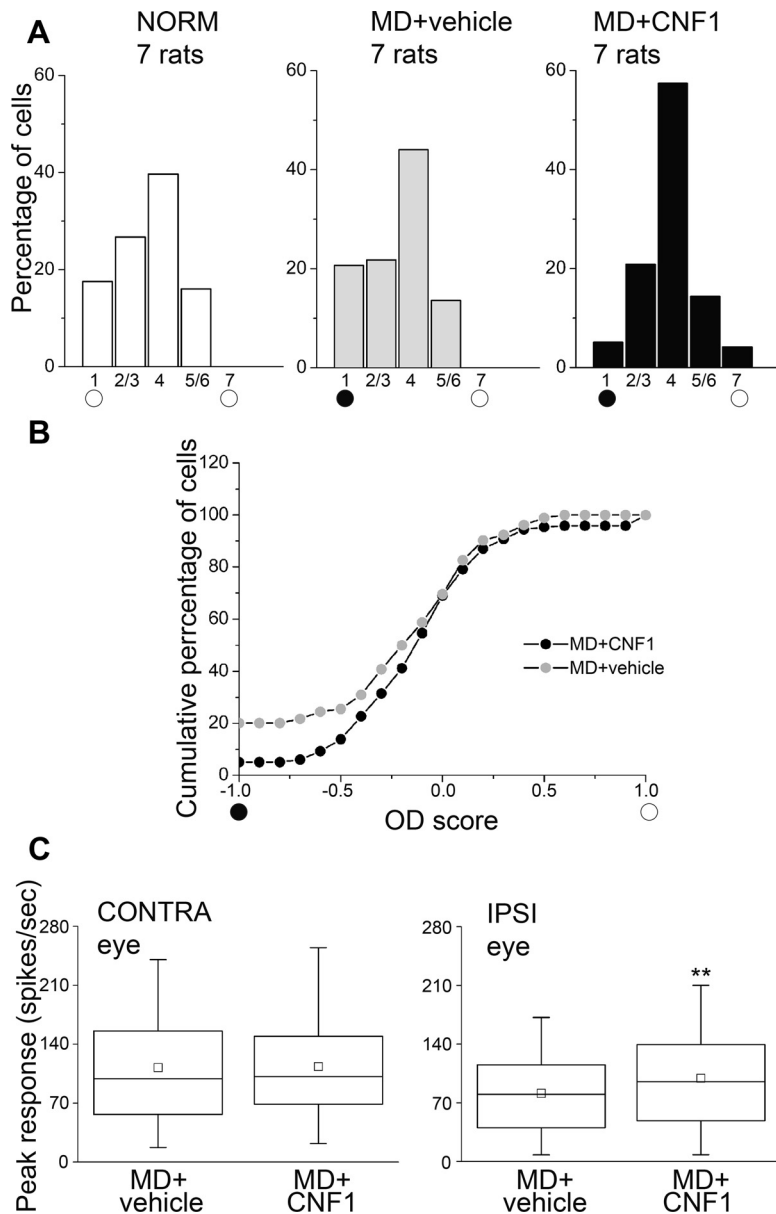 A
NORM
7 rats
MD+vehicle
7 rats
MD+CNF1
7 rats
Percentage of cells
60
40
20
0
1 2/3 4 5/6 7
60
40
20
0
1 2/3 4 5/6 7
60
40
20
0
1 2/3 4 5/6 7
B
Cumulative perrcentage of cells
120
100
80
60
40
20
0
-1.0 -0.5 0.0 0.5 1.0
OD score
MD+CNF1
MD+vehicle
C
Peak response (spikes/sec)
CONTRA
eye
280
210
140
70
0
MD+
vehicle
MD+
CNF1
IPSI
eye
280
210
140
70
0
**
MD+
vehicle
MD+
CNF1